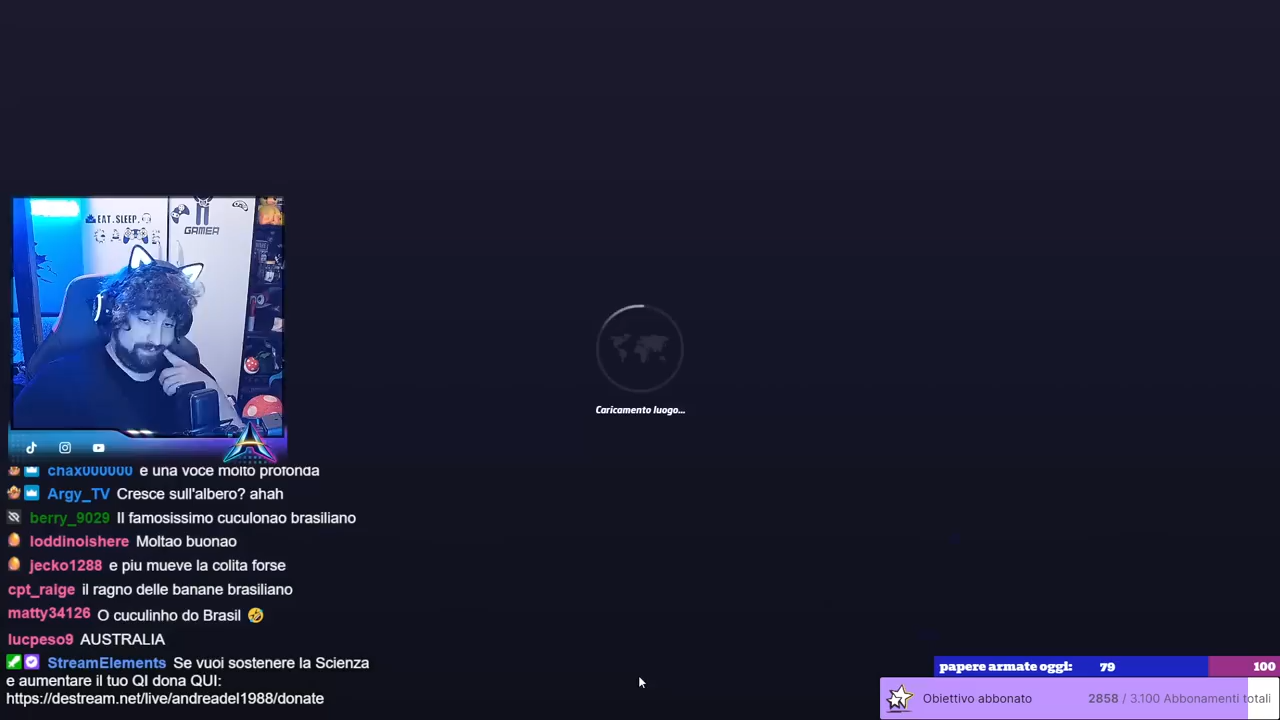 EAT.SLEEP.
GAMER
Caricamento luogo...
chax000000 e una voce molto profonda
Argy_TV Cresce sull'albero? ahah
berry_9029 Il famosissimo cuculonao brasiliano
loddinoishere Moltao buonao
jecko1288 e piu mueve la colita forse
cpt_raige il ragno delle banane brasiliano
matty34126 O cuculinho do Brasil 🤣
lucpeso9 AUSTRALIA
StreamElements Se vuoi sostenere la Scienza
e aumentare il tuo QI dona QUI:
https://destream.net/live/andreadel1988/donate
papere armate oggi: 79 100
Obiettivo abbonato 2858 / 3.100 Abbonamenti totali